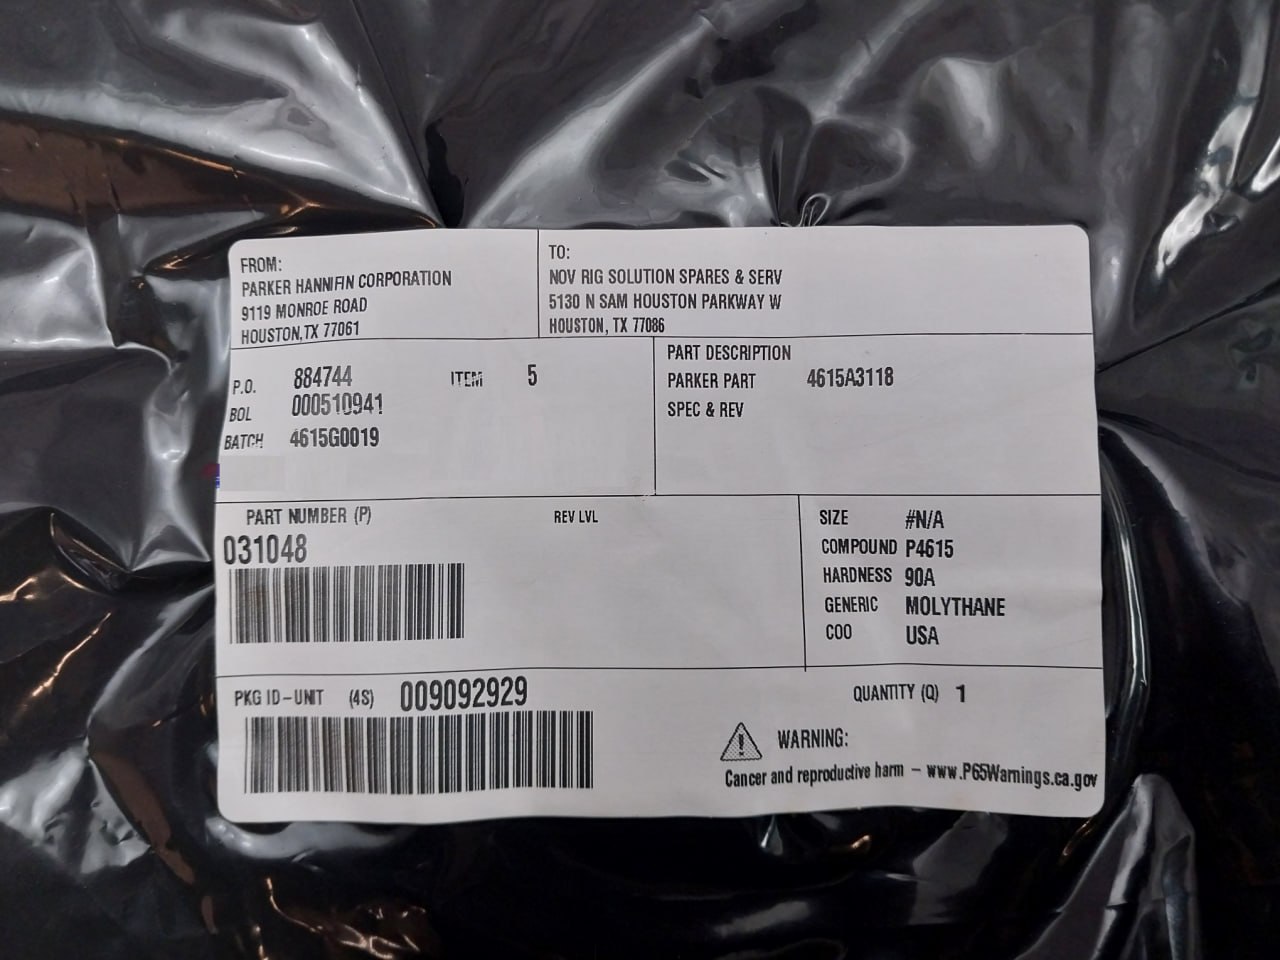 FROM:
PARKER HANNIFIN CORPORATION
9119 MONROE ROAD
HOUSTON, TX 77061
TO:
NOV RIG SOLUTION SPARES & SERV
5130 N SAM HOUSTON PARKWAY W
HOUSTON, TX 77086
P.O. 884744 ITEM 5
BOL 000510941
BATCH 4615G0019
PART DESCRIPTION
PARKER PART 4615A3118
SPEC & REV
PART NUMBER (P) REV LVL
031048
SIZE #N/A
COMPOUND P4615
HARDNESS 90A
GENERIC MOLYTHANE
COO USA
PKG ID-UNIT (4S) 009092929
QUANTITY (Q) 1
WARNING:
Cancer and reproductive harm - www.P65Warnings.ca.gov